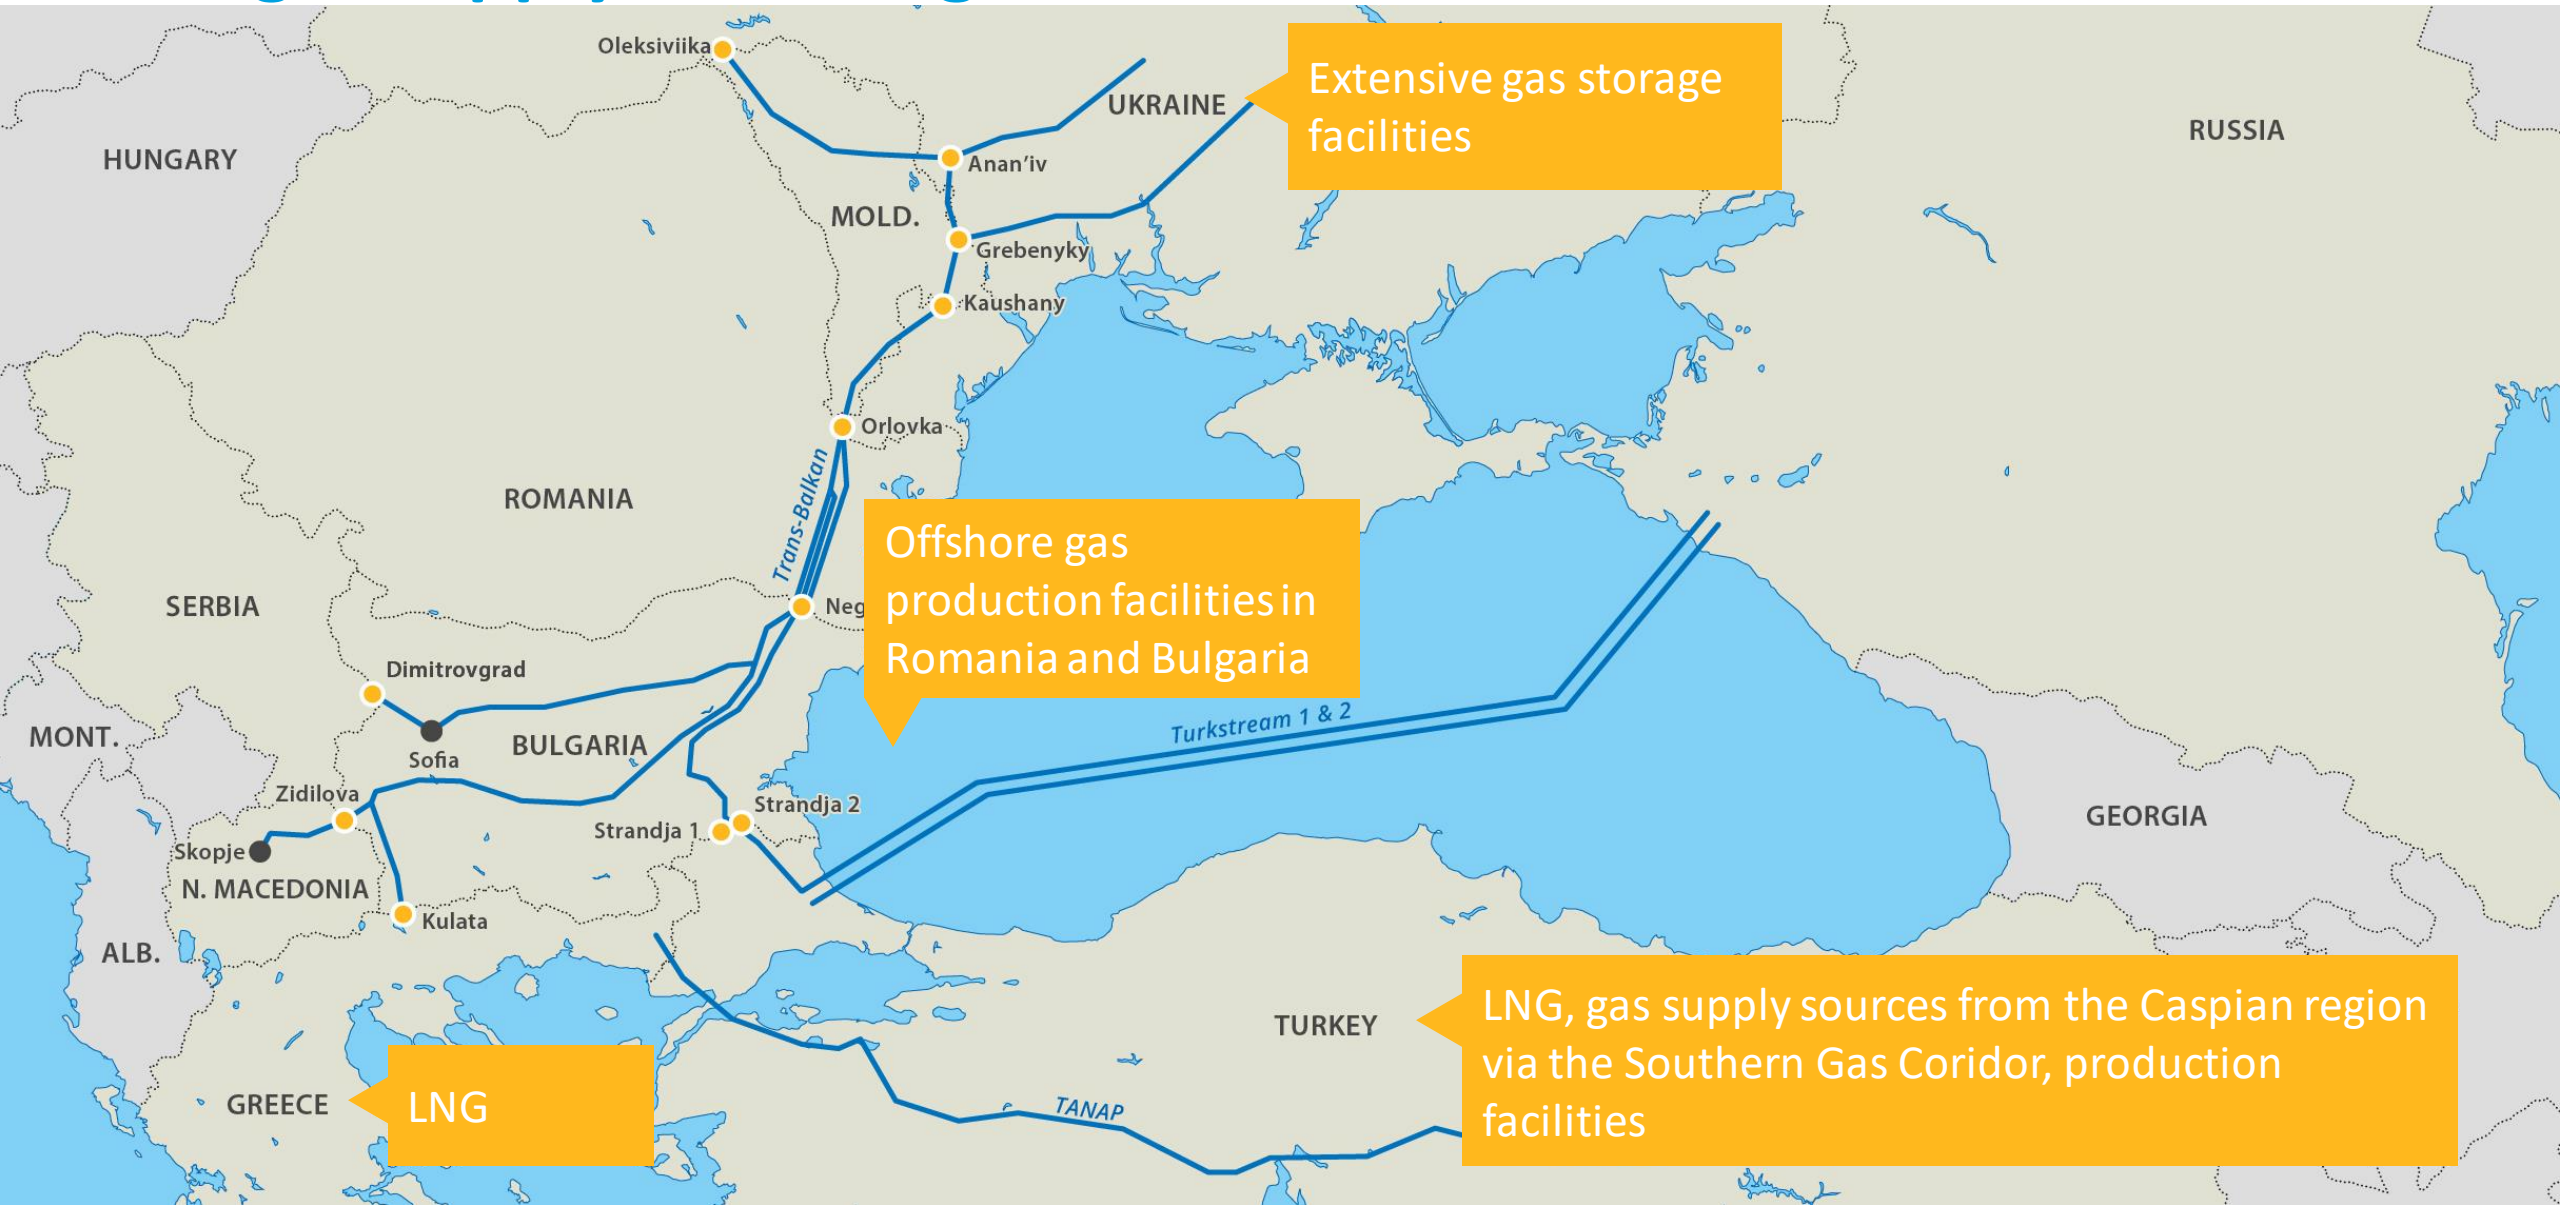 Oleksiviika
UKRAINE
Extensive gas storage
facilities
RUSSIA
HUNGARY
Anan’iv
MOLD.
Grebenyky
Kaushany
Orlovka
Trans-Balkan
ROMANIA
Offshore gas
production facilities in
Romania and Bulgaria
Neg
SERBIA
Dimitrovgrad
Turkstream 1 & 2
MONT.
BULGARIA
Sofia
Zidilova
Strandja 2
Strandja 1
GEORGIA
Skopje
N. MACEDONIA
Kulata
ALB.
TURKEY
LNG, gas supply sources from the Caspian region
via the Southern Gas Coridor, production
facilities
GREECE
LNG
TANAP